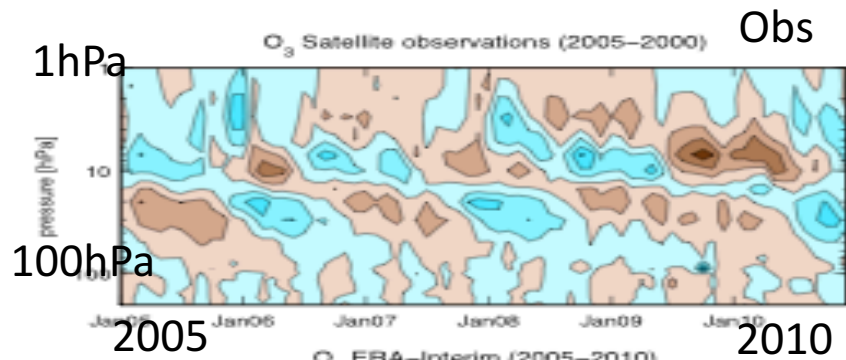 Obs
O3 Satellite observations (2005–2000)
1hPa
pressure [hPa]
10
100hPa
Jan06
Jan07
Jan08
Jan09
Jan10
2005
2010
O3 ERA–Interim (2005–2010)